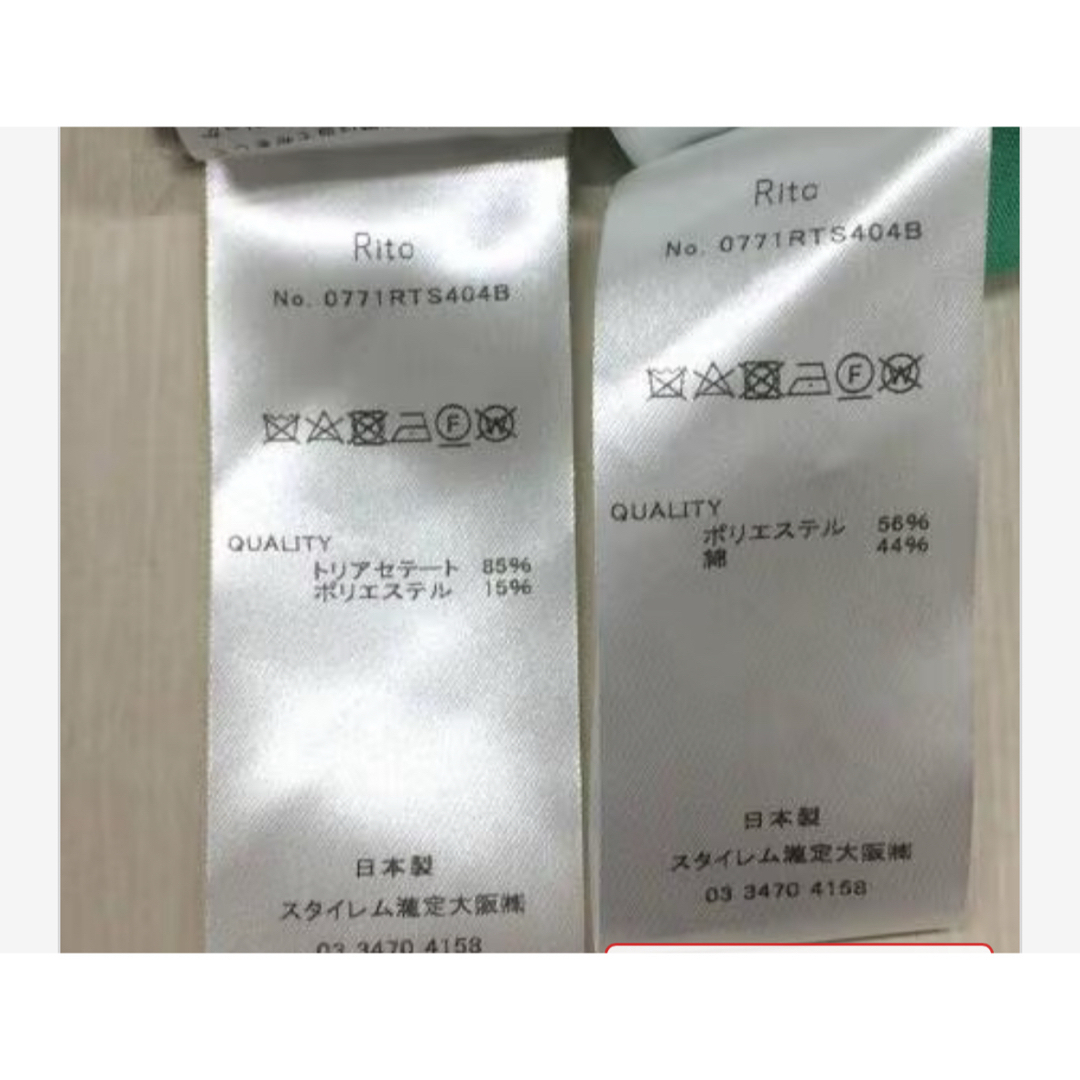 Rito
No. 0771RTS404B
F W
QUALITY
トリアセテート 85%
ポリエステル 15%
日本製
スタイレム瀧定大阪㈱
03 3470 4158
Rito
No. 0771RTS404B
F W
QUALITY
ポリエステル 56%
綿 44%
日本製
スタイレム瀧定大阪㈱
03 3470 4158